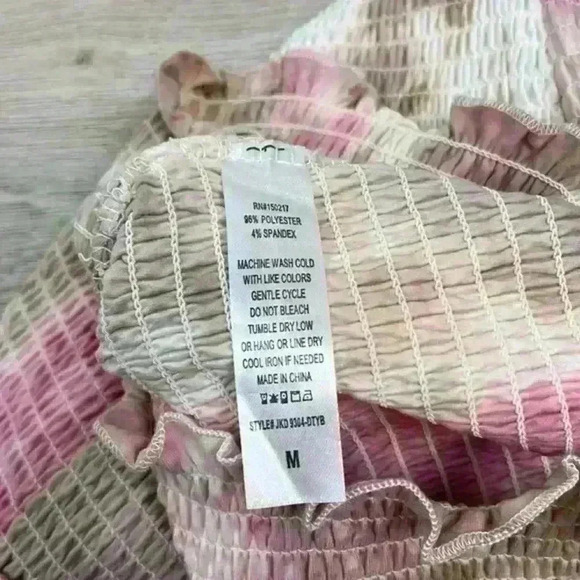 RN#150217
96% POLYESTER
4% SPANDEX
MACHINE WASH COLD
WITH LIKE COLORS
GENTLE CYCLE
DO NOT BLEACH
TUMBLE DRY LOW
OR HANG OR LINE DRY
COOL IRON IF NEEDED
MADE IN CHINA
STYLE# JKD 9304-DTYB
M